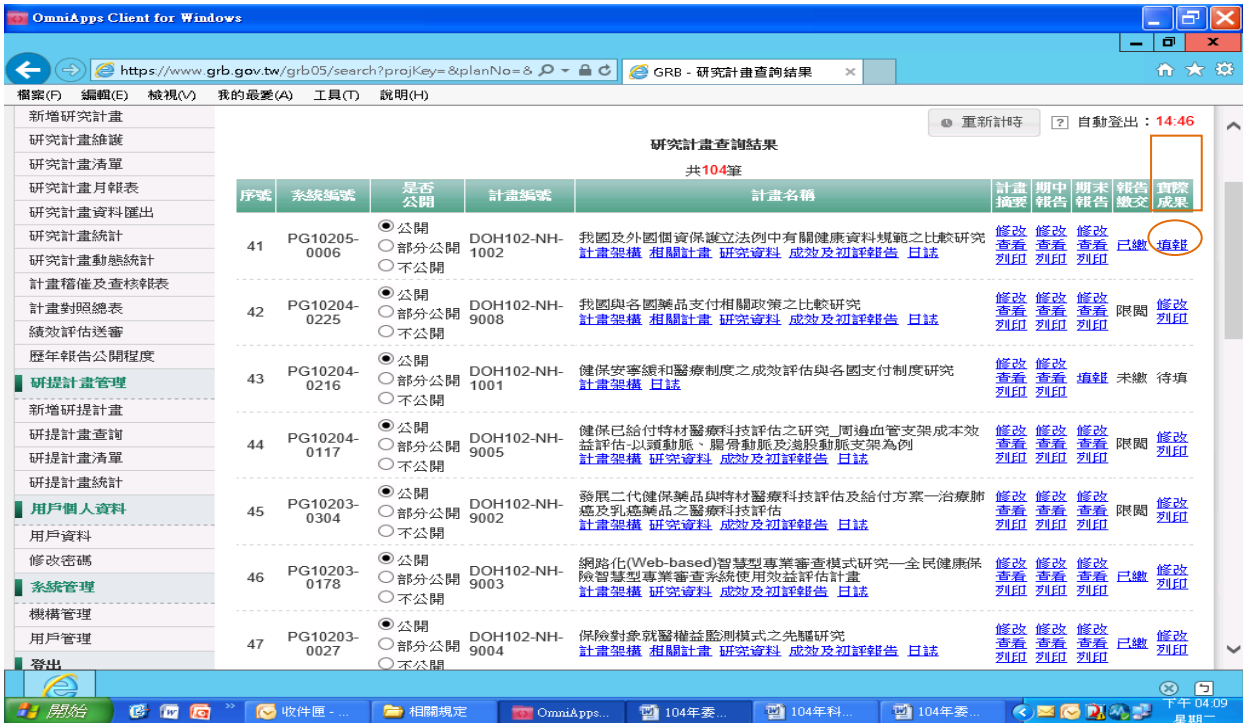 OmniApps Client for Windows
https://www.grb.gov.tw/grb05/search?projKey=&planNo=&
GRB - 研究計畫查詢結果
檔案(F) 編輯(E) 檢視(V) 我的最愛(A) 工具(T) 說明(H)
新增研究計畫
研究計畫維護
研究計畫清單
研究計畫月報表
研究計畫資料匯出
研究計畫統計
研究計畫動態統計
計畫稽催及查核報表
計畫對照總表
績效評估送審
歷年報告公開程度
研提計畫管理
新增研提計畫
研提計畫查詢
研提計畫清單
研提計畫統計
用戶個人資料
用戶資料
修改密碼
系統管理
機構管理
用戶管理
登出
重新計時 ? 自動登出:14:46
研究計畫查詢結果
共104筆
序號 系統編號 是否公開 計畫編號 計畫名稱 計畫摘要 期中報告 期末報告 報告繳交 實際成果
41 PG10205-0006 公開 部分公開 不公開 DOH102-NH-1002 我國及外國個資保護立法例中有關健康資料規範之比較研究
計畫架構 相關計畫 研究資料 成效及初評報告 日誌
修改 查看 列印 修改 查看 列印 修改 查看 列印 已繳 填報
42 PG10204-0225 公開 部分公開 不公開 DOH102-NH-9008 我國與各國藥品支付相關政策之比較研究
計畫架構 相關計畫 研究資料 成效及初評報告 日誌
修改 查看 列印 修改 查看 列印 修改 查看 列印 限閱 修改 列印
43 PG10204-0216 公開 部分公開 不公開 DOH102-NH-1001 健保安寧緩和醫療制度之成效評估與各國支付制度研究
計畫架構 日誌
修改 查看 列印 修改 查看 列印 填報 未繳 待填
44 PG10204-0117 公開 部分公開 不公開 DOH102-NH-9005 健保已給付特材醫療科技評估之研究_周邊血管支架成本效
益評估-以頸動脈、腸骨動脈及淺股動脈支架為例
計畫架構 研究資料 成效及初評報告 日誌
修改 查看 列印 修改 查看 列印 修改 查看 列印 限閱 修改 列印
45 PG10203-0304 公開 部分公開 不公開 DOH102-NH-9002 發展二代健保藥品與特材醫療科技評估及給付方案─治療肺
癌及乳癌藥品之醫療科技評估
計畫架構 研究資料 成效及初評報告 日誌
修改 查看 列印 修改 查看 列印 修改 查看 列印 限閱 修改 列印
46 PG10203-0178 公開 部分公開 不公開 DOH102-NH-9003 網路化(Web-based)智慧型專業審查模式研究─全民健康保
險智慧型專業審查系統使用效益評估計畫
計畫架構 研究資料 成效及初評報告 日誌
修改 查看 列印 修改 查看 列印 修改 查看 列印 已繳 修改 列印
47 PG10203-0027 公開 部分公開 不公開 DOH102-NH-9004 保險對象就醫權益監測模式之先驅研究
計畫架構 相關計畫 研究資料 成效及初評報告 日誌
修改 查看 列印 修改 查看 列印 修改 查看 列印 已繳 修改 列印
開始 收件匣 - ... 相關規定 OmniApps... 104年委... 104年科... 104年委... 下午 04:09
星期一